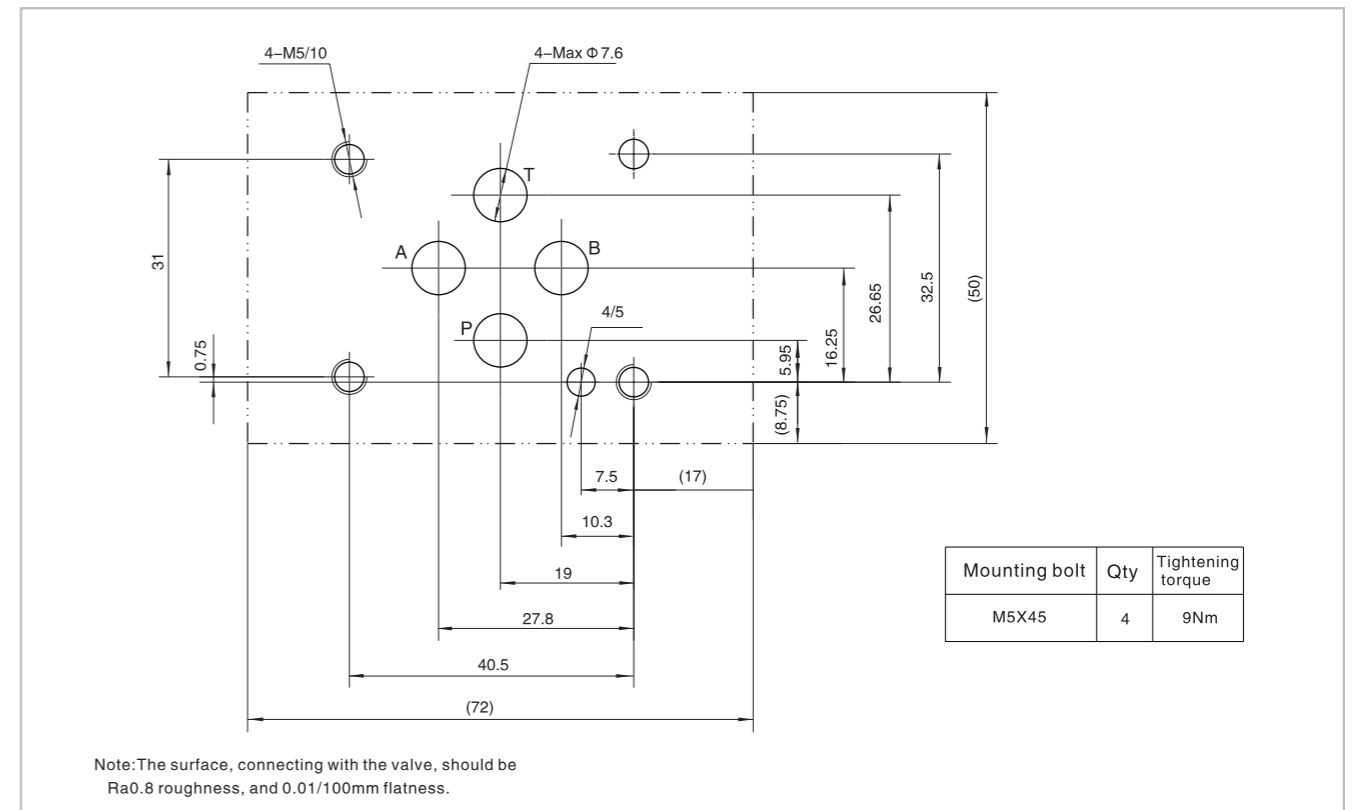 4–M5/10
4–Max Φ7.6
T
A
B
P
4/5
31
0.75
5.95
16.25
26.65
32.5
(50)
(8.75)
7.5
(17)
10.3
19
27.8
40.5
(72)
Mounting bolt Qty Tightening torque
M5X45 4 9Nm
Note:The surface, connecting with the valve, should be
Ra0.8 roughness, and 0.01/100mm flatness.